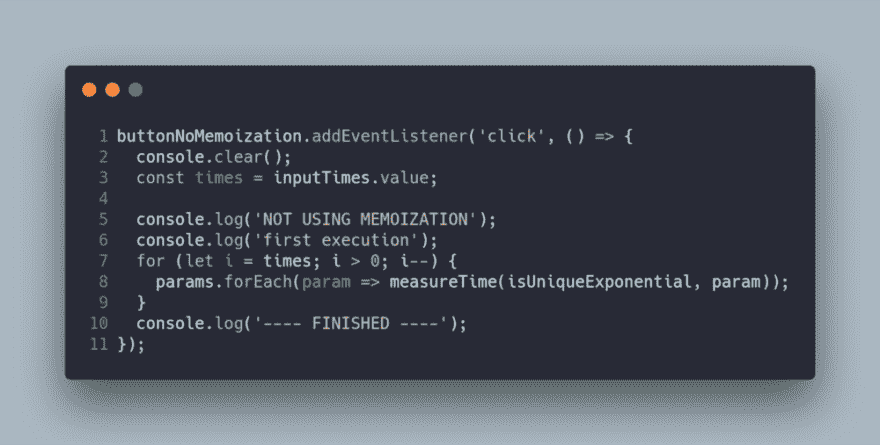 1 buttonNoMemoization.addEventListener('click', () => {
2   console.clear();
3   const times = inputTimes.value;
4
5   console.log('NOT USING MEMOIZATION');
6   console.log('first execution');
7   for (let i = times; i > 0; i--) {
8     params.forEach(param => measureTime(isUniqueExponential, param));
9   }
10   console.log('---- FINISHED ----');
11 });